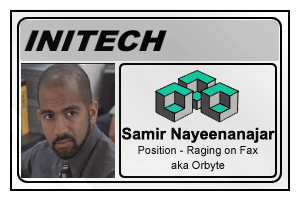 INITECH
Samir Nayeenanajar
Position - Raging on Fax
aka Orbyte